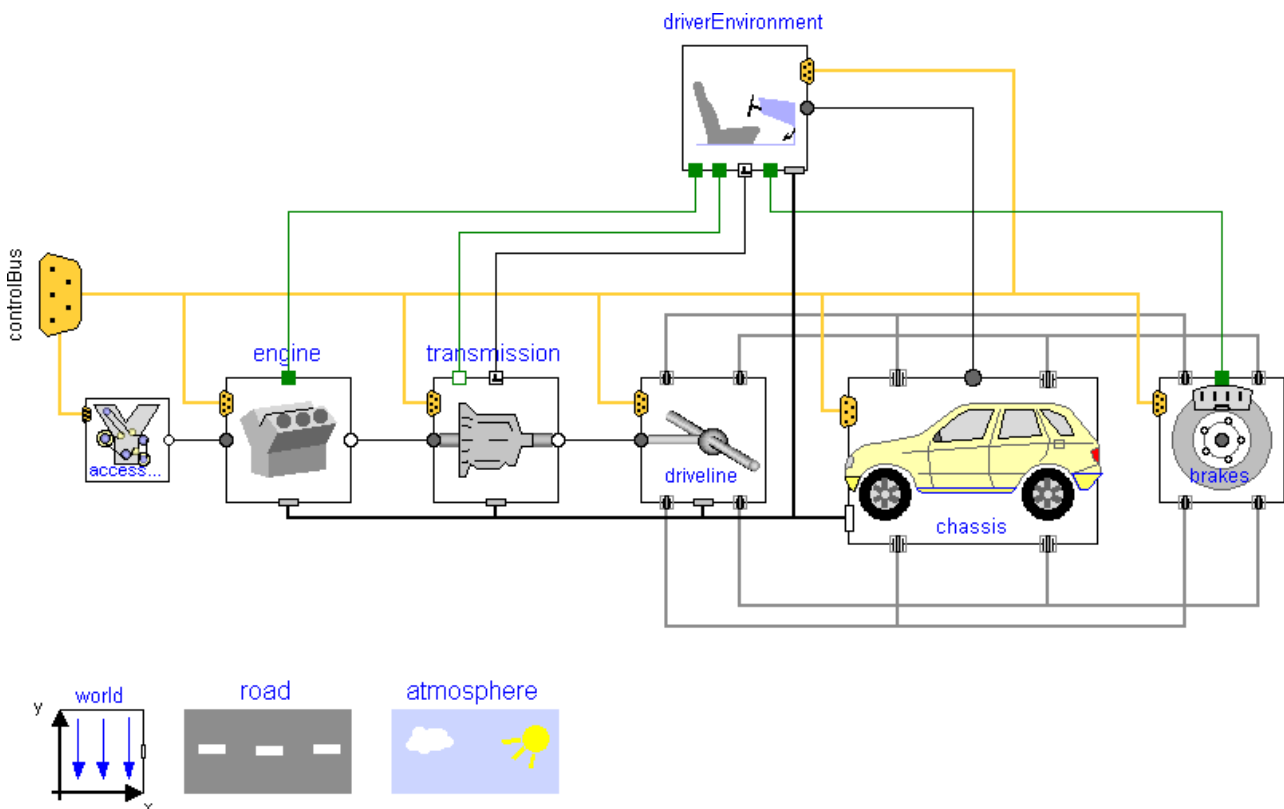 driverEnvironment
controlBus
engine
transmission
access...
driveline
chassis
brakes
world
road
atmosphere
y
x